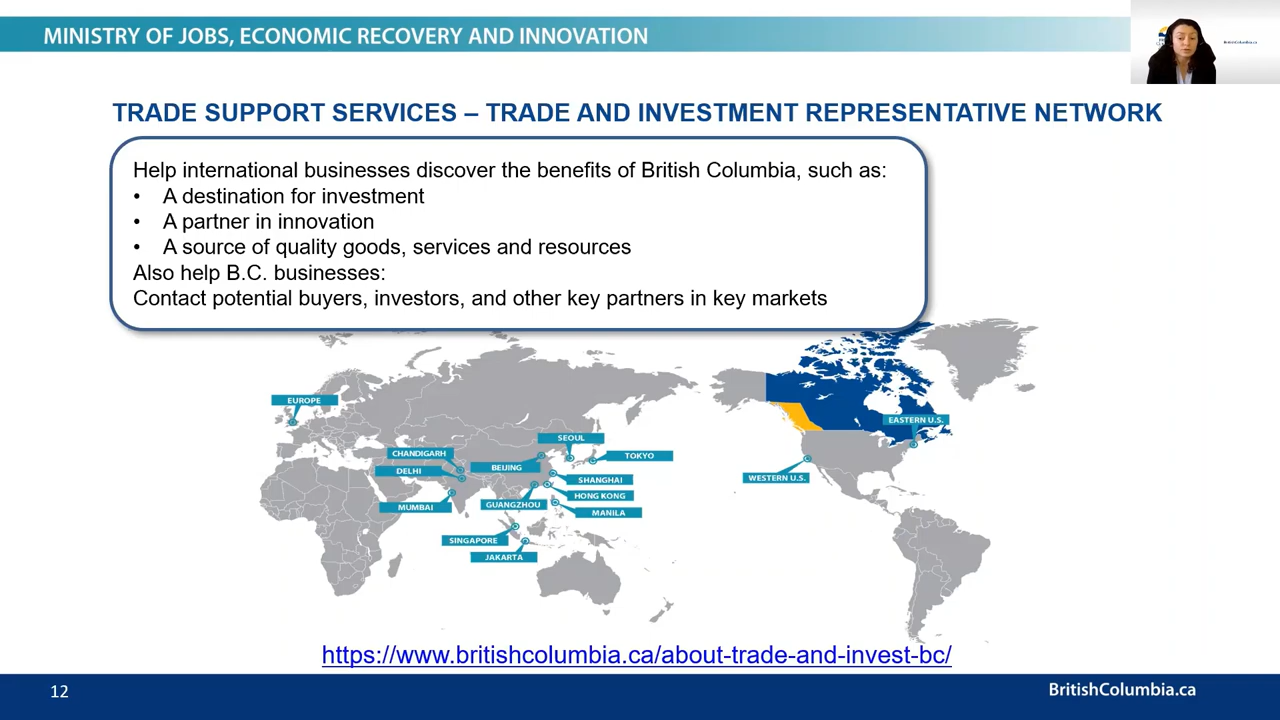 MINISTRY OF JOBS, ECONOMIC RECOVERY AND INNOVATION
BritishColumbia.ca
TRADE SUPPORT SERVICES – TRADE AND INVESTMENT REPRESENTATIVE NETWORK
Help international businesses discover the benefits of British Columbia, such as:
• A destination for investment
• A partner in innovation
• A source of quality goods, services and resources
Also help B.C. businesses:
Contact potential buyers, investors, and other key partners in key markets
EUROPE
EASTERN U.S.
SEOUL
CHANDIGARH
TOKYO
BEIJING
DELHI
WESTERN U.S.
SHANGHAI
HONG KONG
GUANGZHOU
MUMBAI
MANILA
SINGAPORE
JAKARTA
https://www.britishcolumbia.ca/about-trade-and-invest-bc/
12
BritishColumbia.ca